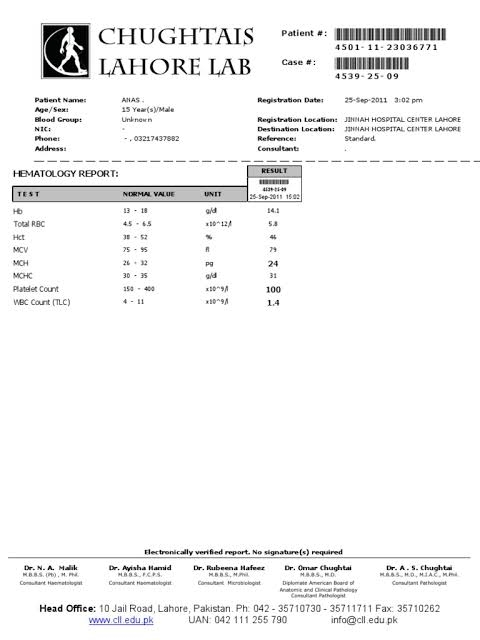 CHUGHTAIS
LAHORE LAB
Patient #:
4501-11-23036771
Case #:
4539-25-09
Patient Name: ANAS . Registration Date: 25-Sep-2011 3:02 pm
Age/Sex: 15 Year(s)/Male
Blood Group: Unknown Registration Location: JINNAH HOSPITAL CENTER LAHORE
NIC: - Destination Location: JINNAH HOSPITAL CENTER LAHORE
Phone: - , 03217437882 Reference: Standard.
Address: Consultant: .
HEMATOLOGY REPORT: RESULT
4539-25-09
TEST NORMAL VALUE UNIT 25-Sep-2011 15:02
Hb 13 - 18 g/dl 14.1
Total RBC 4.5 - 6.5 x10^12/l 5.8
Hct 38 - 52 % 46
MCV 75 - 95 fl 79
MCH 26 - 32 pg 24
MCHC 30 - 35 g/dl 31
Platelet Count 150 - 400 x10^9/l 100
WBC Count (TLC) 4 - 11 x10^9/l 1.4
Electronically verified report. No signature(s) required
Dr. N. A. Malik Dr. Ayisha Hamid Dr. Rubeena Hafeez Dr. Omar Chughtai Dr. A . S. Chughtai
M.B.B.S. (Pb) , M. Phil. M.B.B.S., F.C.P.S. M.B.B.S., M.Phil. M.B.B.S., M.D. M.B.B.S., M.D., M.I.A.C., M.Phil.
Consultant Haematologist Consultant Haematologist Consultant Microbiologist Diplomate American Board of Consultant Pathologist
Anatomic and Clinical Pathology
Consultant Pathologist
Head Office: 10 Jail Road, Lahore, Pakistan. Ph: 042 - 35710730 - 35711711 Fax: 35710262
www.cll.edu.pk UAN: 042 111 255 790 info@cll.edu.pk